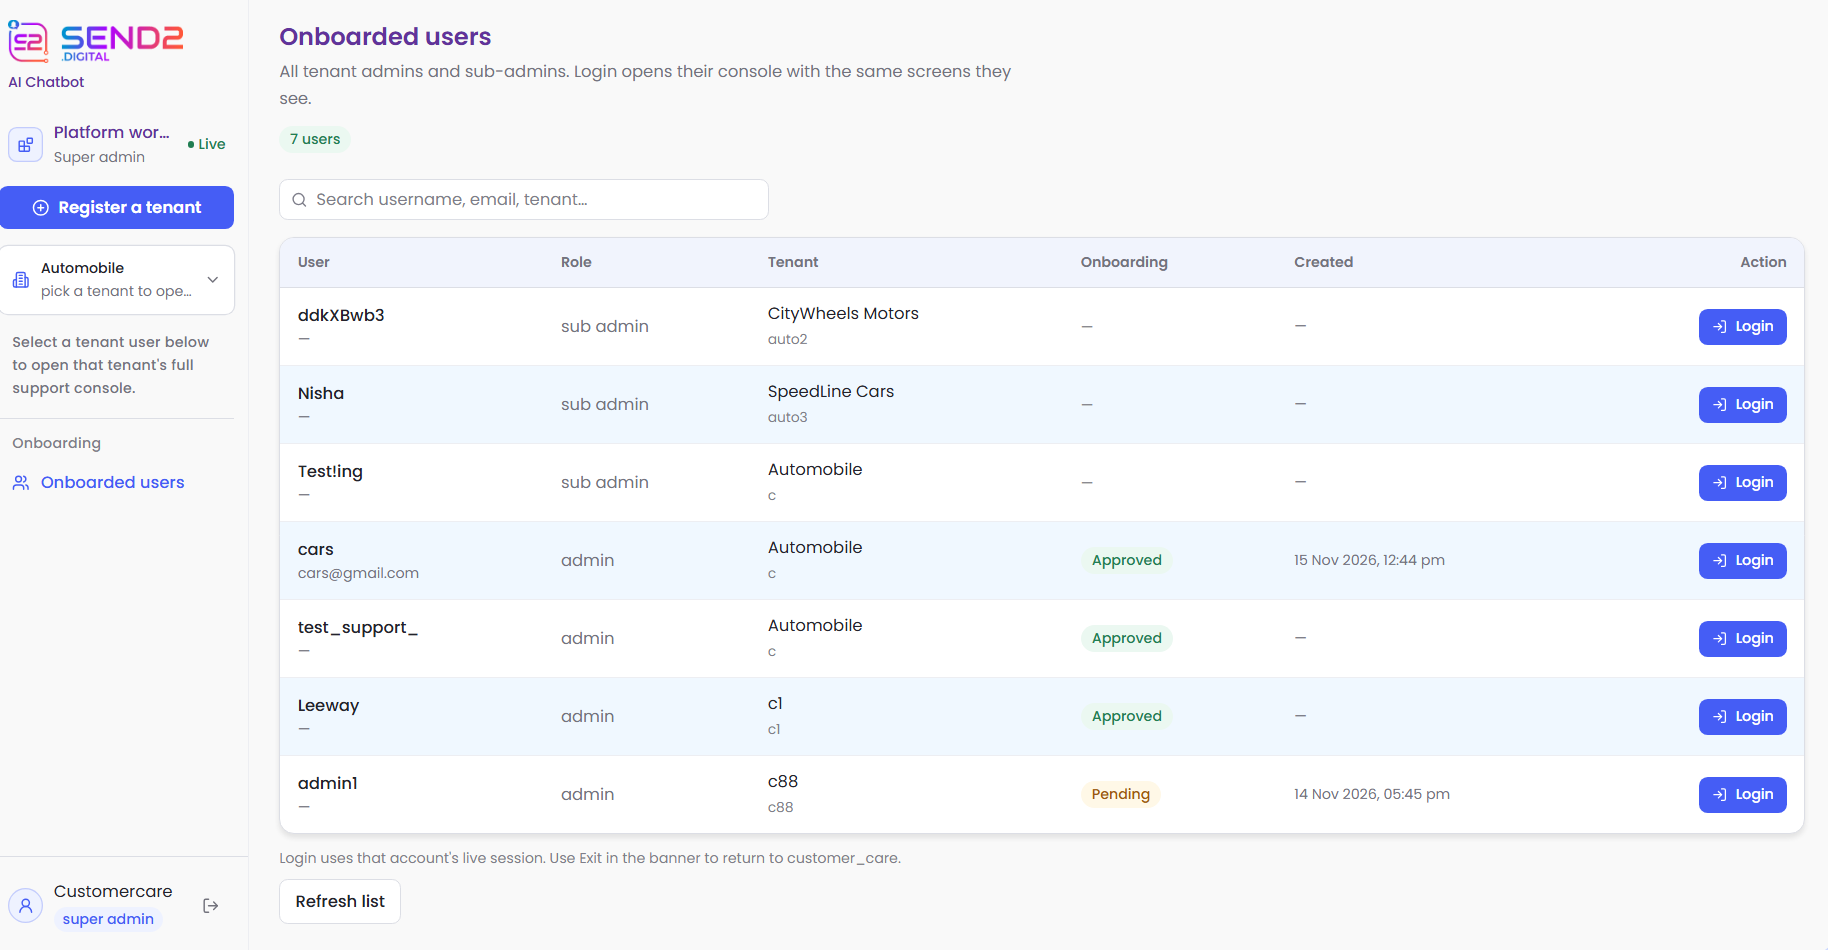 SEND2
.DIGITAL
AI Chatbot
Platform wor...
Super admin
Live
Register a tenant
Automobile
pick a tenant to ope...
Select a tenant user below
to open that tenant's full
support console.
Onboarding
Onboarded users
Customercare
super admin
Onboarded users
All tenant admins and sub-admins. Login opens their console with the same screens they
see.
7 users
Search username, email, tenant...
User Role Tenant Onboarding Created Action
ddkXBwb3
—
sub admin
CityWheels Motors
auto2
—
—
Login
Nisha
—
sub admin
SpeedLine Cars
auto3
—
—
Login
Test!ing
—
sub admin
Automobile
c
—
—
Login
cars
cars@gmail.com
admin
Automobile
c
Approved
15 Nov 2026, 12:44 pm
Login
test_support_
—
admin
Automobile
c
Approved
—
Login
Leeway
—
admin
c1
c1
Approved
—
Login
admin1
—
admin
c88
c88
Pending
14 Nov 2026, 05:45 pm
Login
Login uses that account's live session. Use Exit in the banner to return to customer_care.
Refresh list